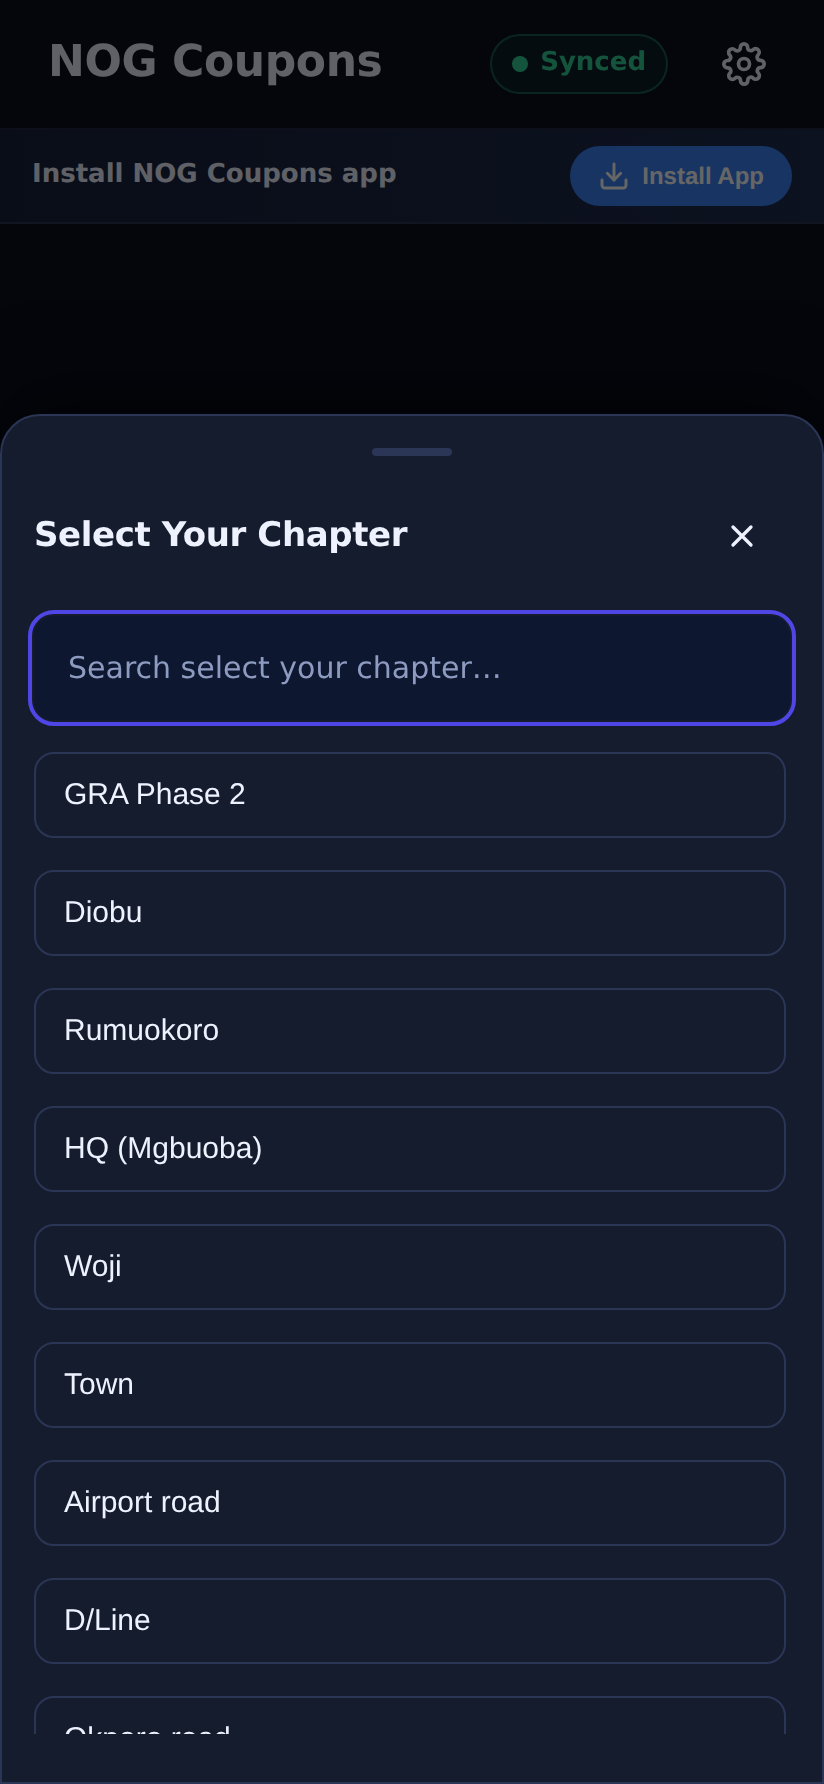 NOG Coupons
Synced
Install NOG Coupons app
Install App
Select Your Chapter
Search select your chapter...
GRA Phase 2
Diobu
Rumuokoro
HQ (Mgbuoba)
Woji
Town
Airport road
D/Line
road